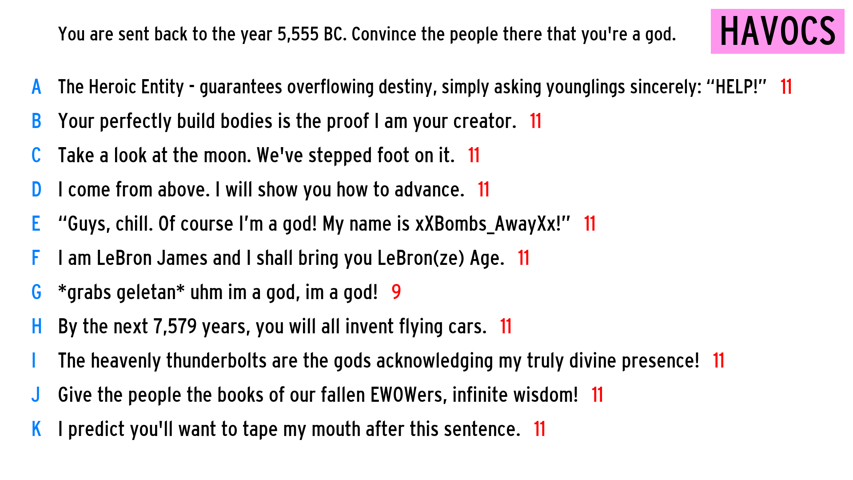 You are sent back to the year 5,555 BC. Convince the people there that you're a god.
HAVOCS
A The Heroic Entity - guarantees overflowing destiny, simply asking younglings sincerely: “HELP!” 11
B Your perfectly build bodies is the proof I am your creator. 11
C Take a look at the moon. We've stepped foot on it. 11
D I come from above. I will show you how to advance. 11
E “Guys, chill. Of course I’m a god! My name is xXBombs_AwayXx!” 11
F I am LeBron James and I shall bring you LeBron(ze) Age. 11
G *grabs geletan* uhm im a god, im a god! 9
H By the next 7,579 years, you will all invent flying cars. 11
I The heavenly thunderbolts are the gods acknowledging my truly divine presence! 11
J Give the people the books of our fallen EWOWers, infinite wisdom! 11
K I predict you'll want to tape my mouth after this sentence. 11